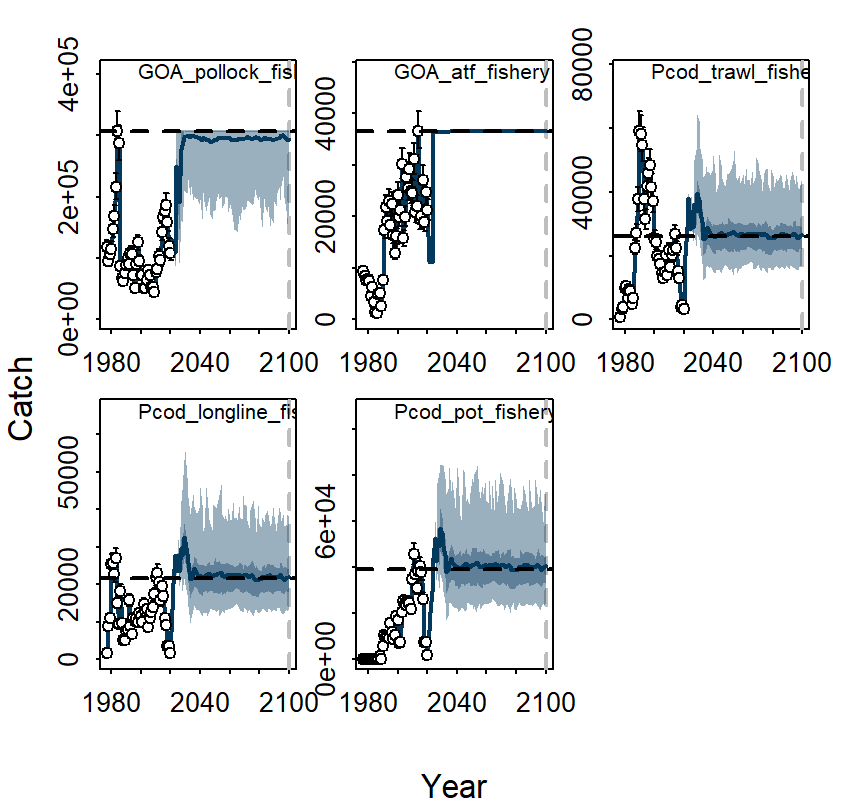 GOA_pollock_fish
GOA_atf_fishery
Pcod_trawl_fishe
0e+00 2e+05 4e+05
0 20000 40000
0 40000 80000
1980 2040 2100
1980 2040 2100
1980 2040 2100
Catch
Pcod_longline_fis
Pcod_pot_fishery
0 20000 50000
0e+00 6e+04
1980 2040 2100
1980 2040 2100
Year